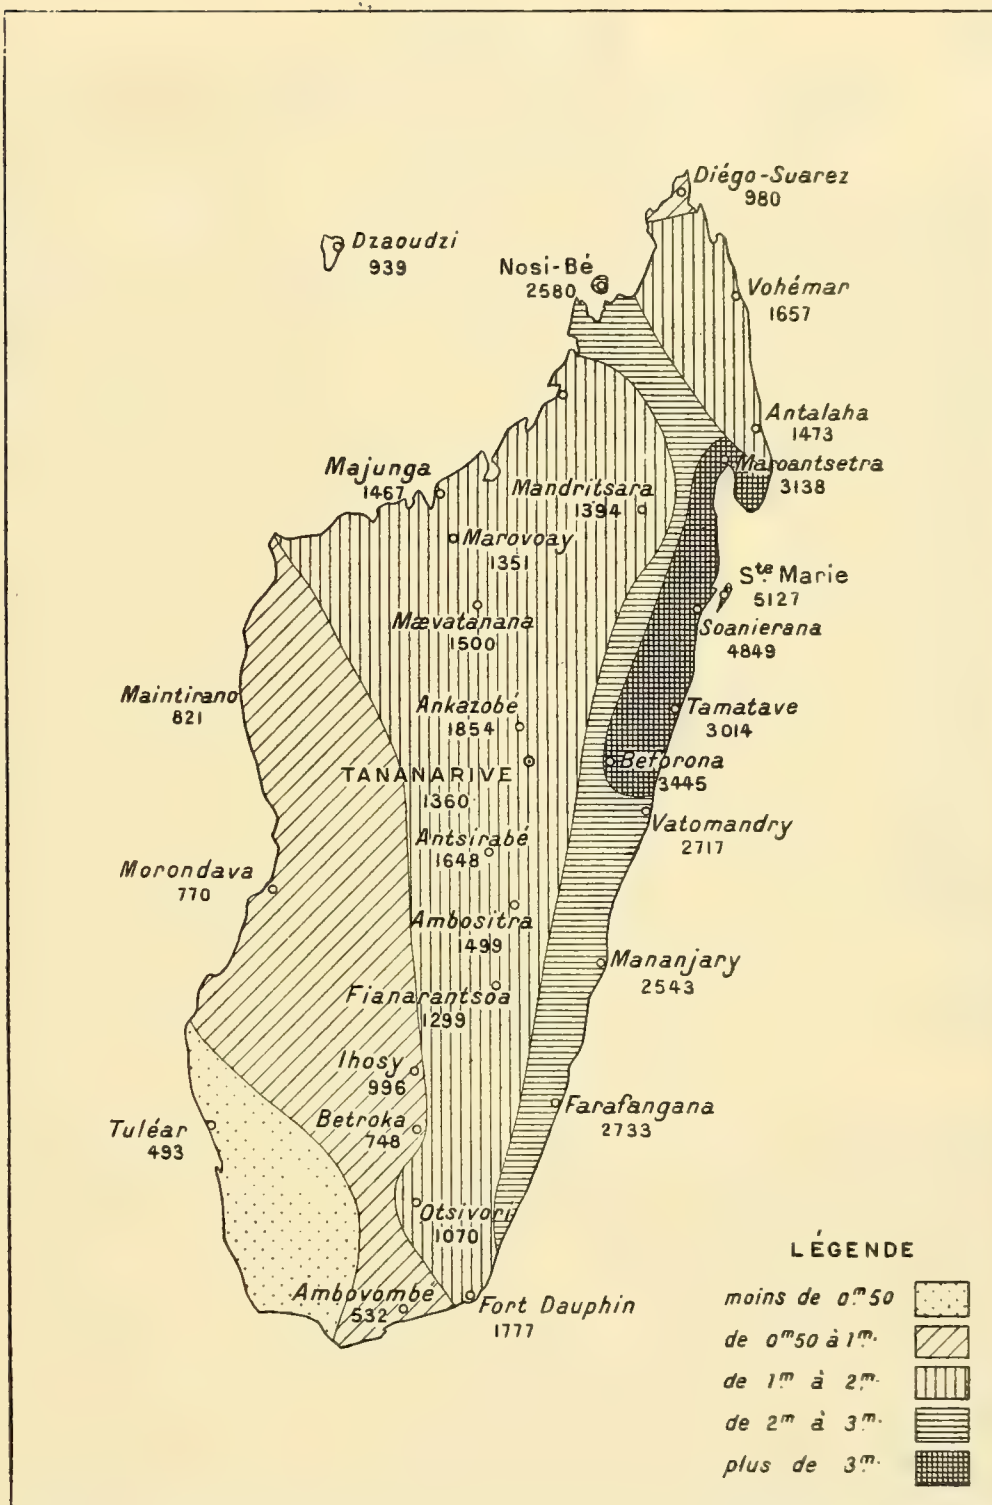 Diégo-Suarez
980
Dzaoudzi
939
Nosi-Bé
2580
Vohémar
1657
Antalaha
1473
Majunga
1467
Maroantsetra
3138
Mandritsara
1394
Marovoay
1351
Ste. Marie
5127
Mævatanana
1500
Soanierana
4849
Maintirano
821
Ankazobé
1854
Tamatave
3014
TANANARIVE
1360
Beforona
3445
Antsirabé
1648
Vatomandry
2717
Morondava
770
Ambositra
1499
Mananjary
2543
Fianarantsoa
1299
Ihosy
996
Betroka
748
Farafangana
2733
Tuléar
493
Otsivori
1070
Ambovombé
532
Fort Dauphin
1777
LÉGENDE
moins de 0m.50
de 0m50 à 1m.
de 1m à 2m.
de 2m à 3m.
plus de 3m.